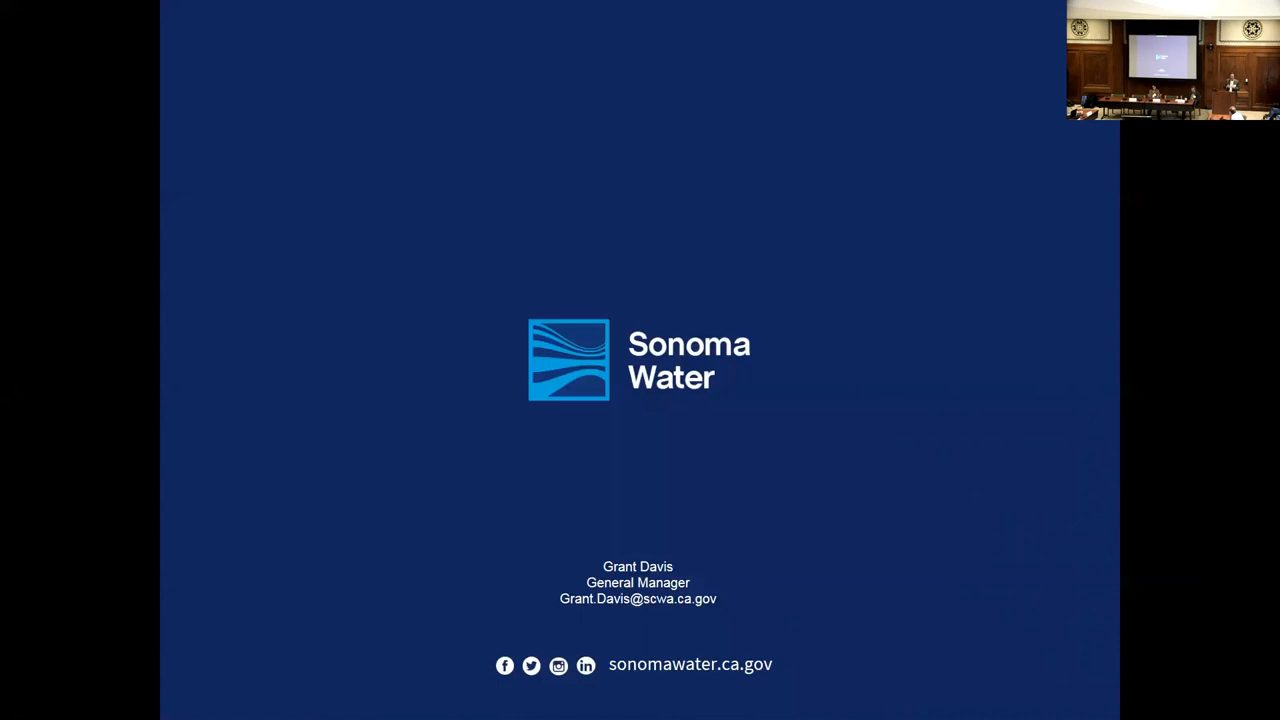 Sonoma
Water
Grant Davis
General Manager
Grant.Davis@scwa.ca.gov
sonomawater.ca.gov